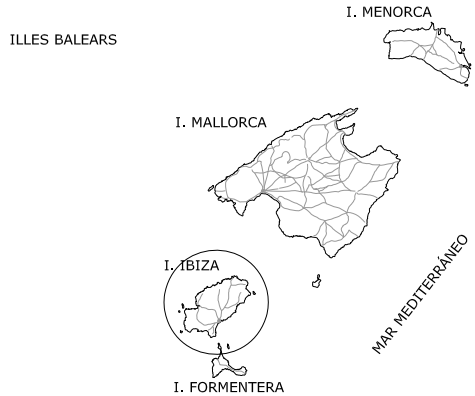 I. MENORCA
ILLES BALEARS
I. MALLORCA
I. IBIZA
MAR MEDITERRÁNEO
I. FORMENTERA